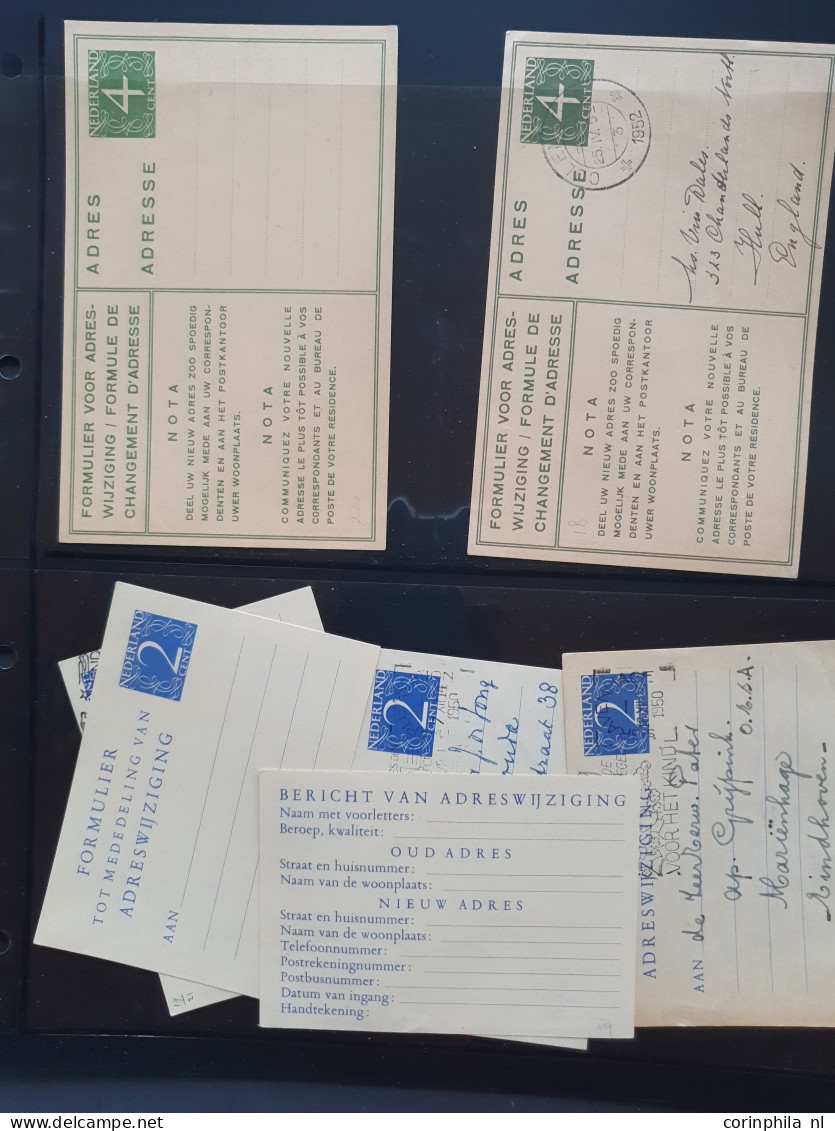 NEDERLAND
4
CENT
ADRES
ADRESSE
FORMULIER VOOR ADRES-
WIJZIGING / FORMULE DE
CHANGEMENT D'ADRESSE
NOTA
DEEL UW NIEUW ADRES ZOO SPOEDIG
MOGELIJK MEDE AAN UW CORRESPON-
DENTEN EN AAN HET POSTKANTOOR
UWER WOONPLAATS.
NOTA
COMMUNIQUEZ VOTRE NOUVELLE
ADRESSE LE PLUS TÔT POSSIBLE À VOS
CORRESPONDANTS ET AU BUREAU DE
POSTE DE VOTRE RÉSIDENCE.
NEDERLAND
4
CENT
1952
ADRES
ADRESSE
323 Chanterlands
Hull.
England
FORMULIER VOOR ADRES-
WIJZIGING / FORMULE DE
CHANGEMENT D'ADRESSE
18
NOTA
DEEL UW NIEUW ADRES ZOO SPOEDIG
MOGELIJK MEDE AAN UW CORRESPON-
DENTEN EN AAN HET POSTKANTOOR
UWER WOONPLAATS.
NOTA
COMMUNIQUEZ VOTRE NOUVELLE
ADRESSE LE PLUS TÔT POSSIBLE À VOS
CORRESPONDANTS ET AU BUREAU DE
POSTE DE VOTRE RÉSIDENCE.
NEDERLAND
2
CENT
FORMULIER
TOT MEDEDELING VAN
ADRESWIJZIGING
AAN
NEDERLAND
2
CENT
1950
ouda
straat 38
NEDERLAND
2
1950
VOOR HET KIND
ADRESWIJZIGING
AAN de ZeerEerw. Pater
O.E.S.A.
Mariënhage
Eindhoven
BERICHT VAN ADRESWIJZIGING
Naam met voorletters:
Beroep, kwaliteit:
OUD ADRES
Straat en huisnummer:
Naam van de woonplaats:
NIEUW ADRES
Straat en huisnummer:
Naam van de woonplaats:
Telefoonnummer:
Postrekeningnummer:
Postbusnummer:
Datum van ingang:
Handtekening:
corinphila nl